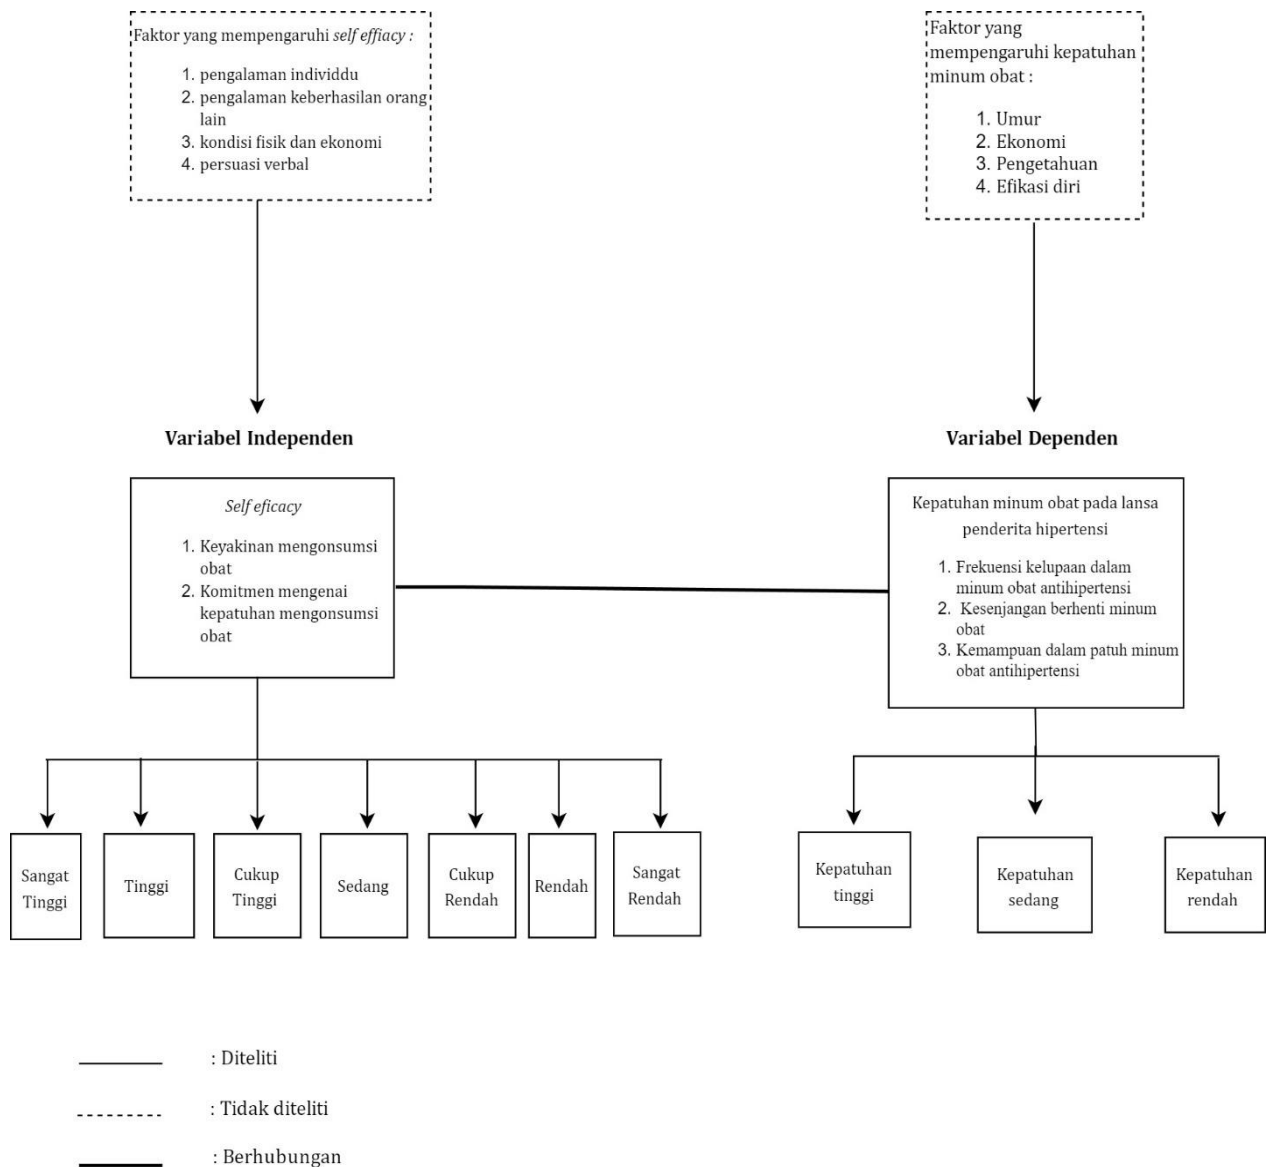 Faktor yang mempengaruhi self effiacy :
1. pengalaman individdu
2. pengalaman keberhasilan orang
lain
3. kondisi fisik dan ekonomi
4. persuasi verbal
Faktor yang
mempengaruhi kepatuhan
minum obat :
1. Umur
2. Ekonomi
3. Pengetahuan
4. Efikasi diri
Variabel Independen
Variabel Dependen
Self eficacy
1. Keyakinan mengonsumsi
obat
2. Komitmen mengenai
kepatuhan mengonsumsi
obat
Kepatuhan minum obat pada lansa
penderita hipertensi
1. Frekuensi kelupaan dalam
minum obat antihipertensi
2. Kesenjangan berhenti minum
obat
3. Kemampuan dalam patuh minum
obat antihipertensi
Sangat
Tinggi
Tinggi
Cukup
Tinggi
Sedang
Cukup
Rendah
Rendah
Sangat
Rendah
Kepatuhan
tinggi
Kepatuhan
sedang
Kepatuhan
rendah
: Diteliti
: Tidak diteliti
: Berhubungan